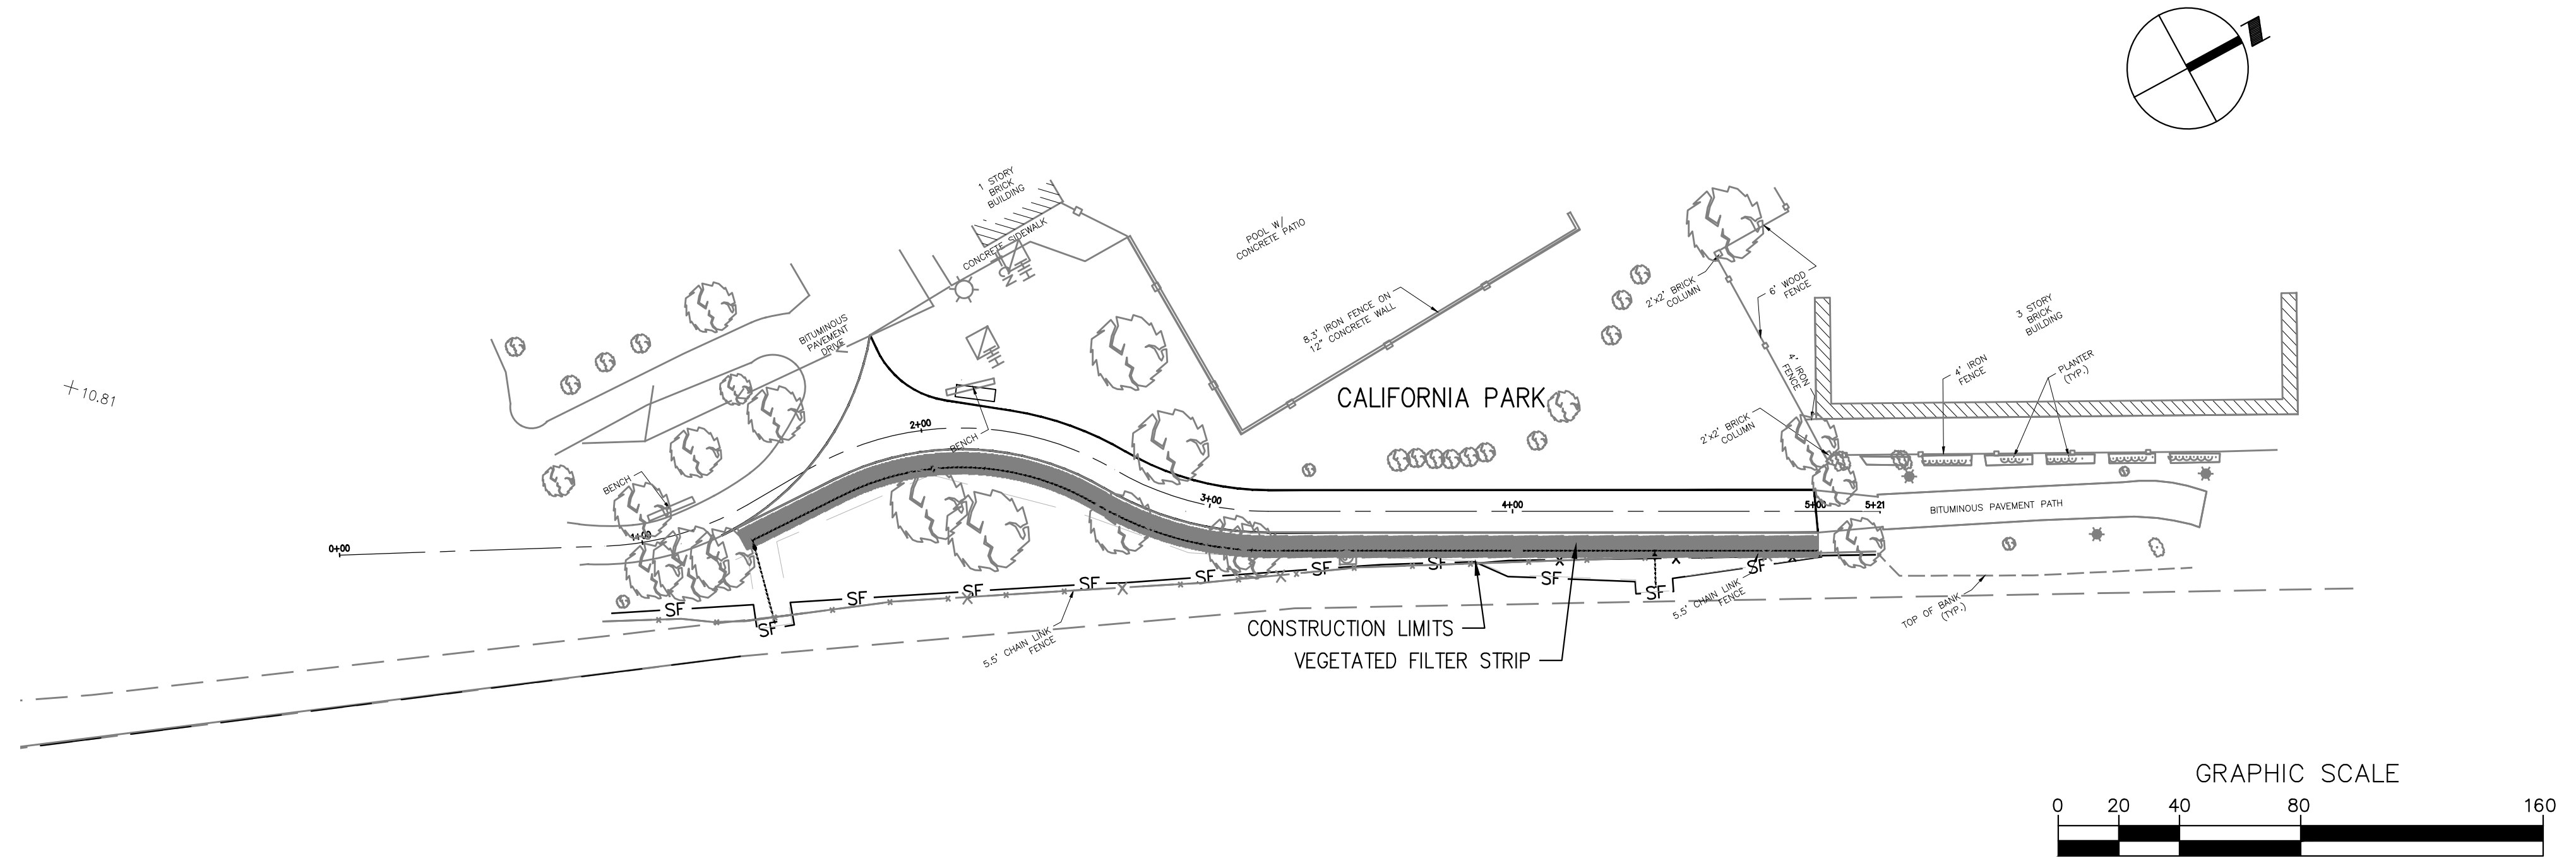 1 STORY
BRICK
BUILDING
CONCRETE SIDEWALK
POOL W/
CONCRETE PATIO
8.3' IRON FENCE ON
12" CONCRETE WALL
2'x2' BRICK
COLUMN
6' WOOD
FENCE
3 STORY
BRICK
BUILDING
BITUMINOUS
PAVEMENT
DRIVE
HH
4' IRON
FENCE
4' IRON
FENCE
PLANTER
(TYP.)
10.81
CALIFORNIA PARK
2'x2' BRICK
COLUMN
BENCH
BENCH
0+00
1+00
2+00
3+00
4+00
5+00
5+21
BITUMINOUS PAVEMENT PATH
SF
SF
SF
SF
SF
SF
SF
SF
SF
SF
SF
5.5' CHAIN LINK
FENCE
5.5' CHAIN LINK
FENCE
TOP OF BANK
(TYP.)
CONSTRUCTION LIMITS
VEGETATED FILTER STRIP
GRAPHIC SCALE
0 20 40 80 160